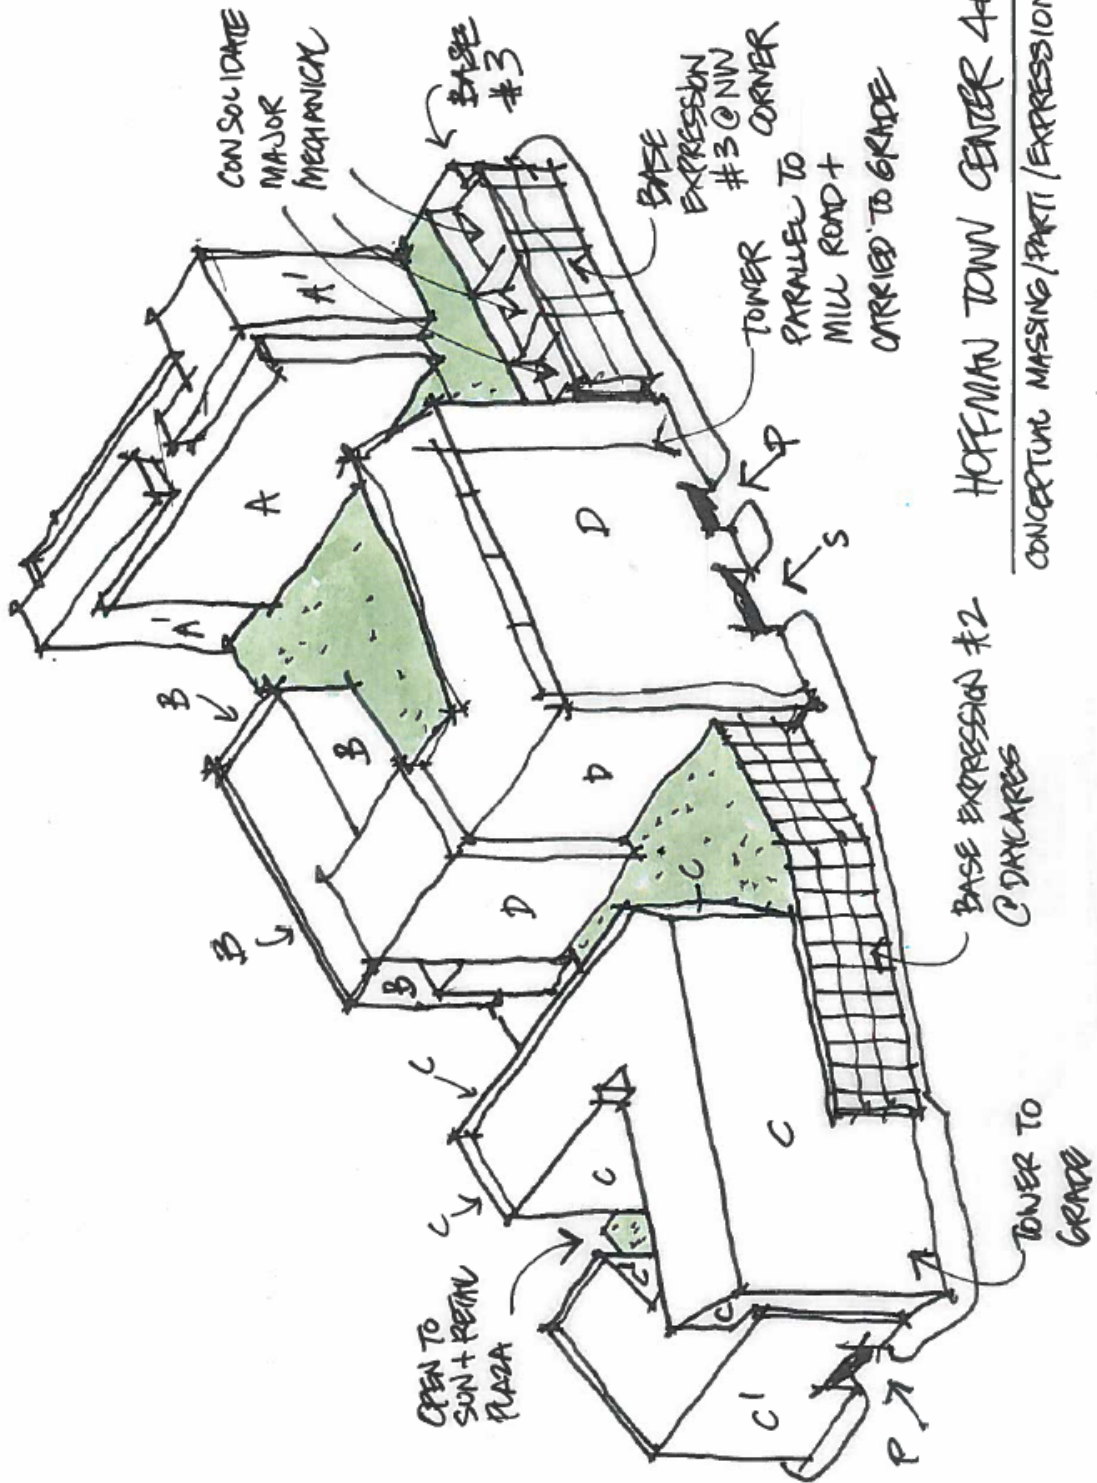 CONSOLIDATE
MAJOR
MECHANICAL
BASE
#3
BASE
EXPRESSION
#3 @ NW
CORNER
TOWER
PARALLEL TO
MILL ROAD +
CARRIED TO GRADE
A'
A
A'
B
B
B
B
D
D
D
C
C
C
C
C
C
C
C'
OPEN TO
SUN + RETAIL
PLAZA
P
S
P
BASE EXPRESSION #2
@ DAYCARES
TOWER TO
GRADE
HOFFMAN TOWN CENTER
CONCEPTUAL MASSING/PARTI/EXPRESSION